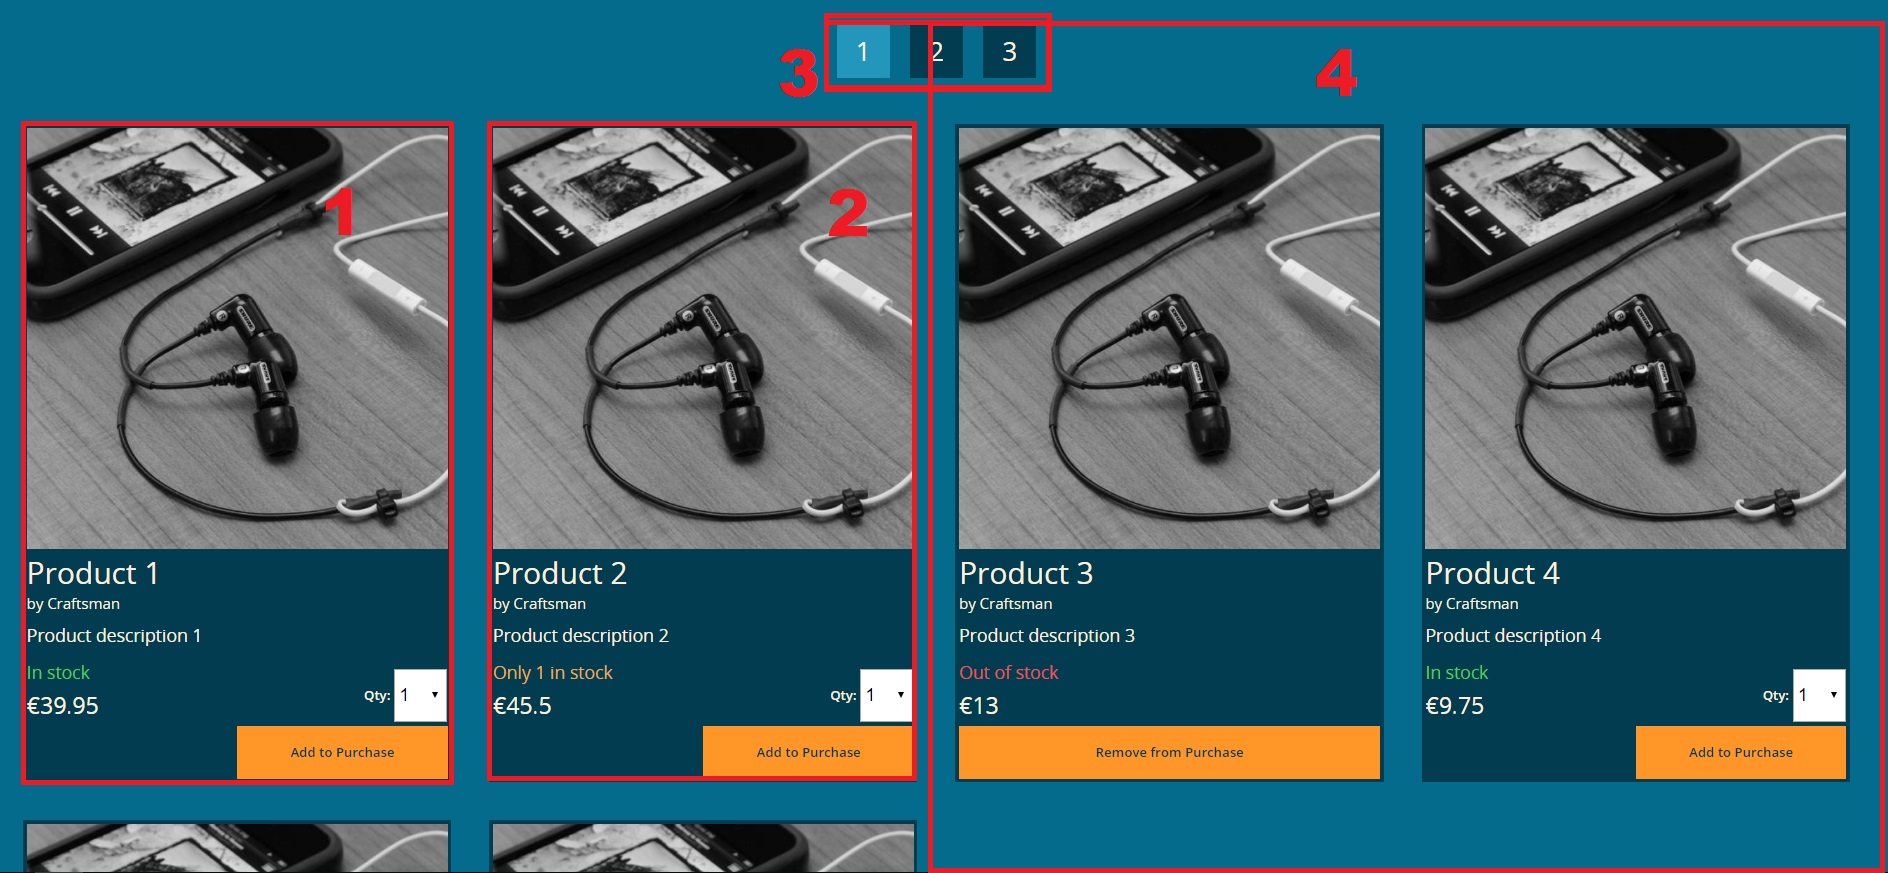 1 2 3
3 4
1 2
Product 1
by Craftsman
Product description 1
In stock
€39.95
Qty: 1
Add to Purchase
Product 2
by Craftsman
Product description 2
Only 1 in stock
€45.5
Qty: 1
Add to Purchase
Product 3
by Craftsman
Product description 3
Out of stock
€13
Remove from Purchase
Product 4
by Craftsman
Product description 4
In stock
€9.75
Qty: 1
Add to Purchase